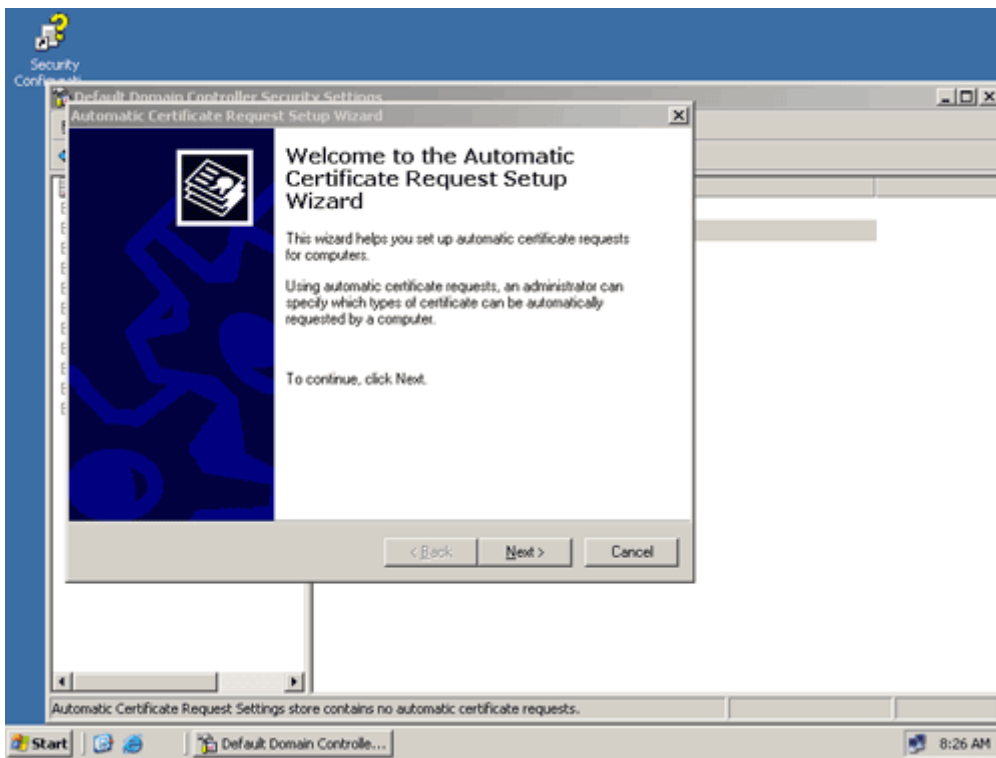 Security
Default Domain Controller Security Settings
Automatic Certificate Request Setup Wizard
Welcome to the Automatic
Certificate Request Setup
Wizard
This wizard helps you set up automatic certificate requests
for computers.
Using automatic certificate requests, an administrator can
specify which types of certificate can be automatically
requested by a computer.
To continue, click Next.
< Back
Next >
Cancel
Automatic Certificate Request Settings store contains no automatic certificate requests.
Start
Default Domain Controlle...
8:26 AM